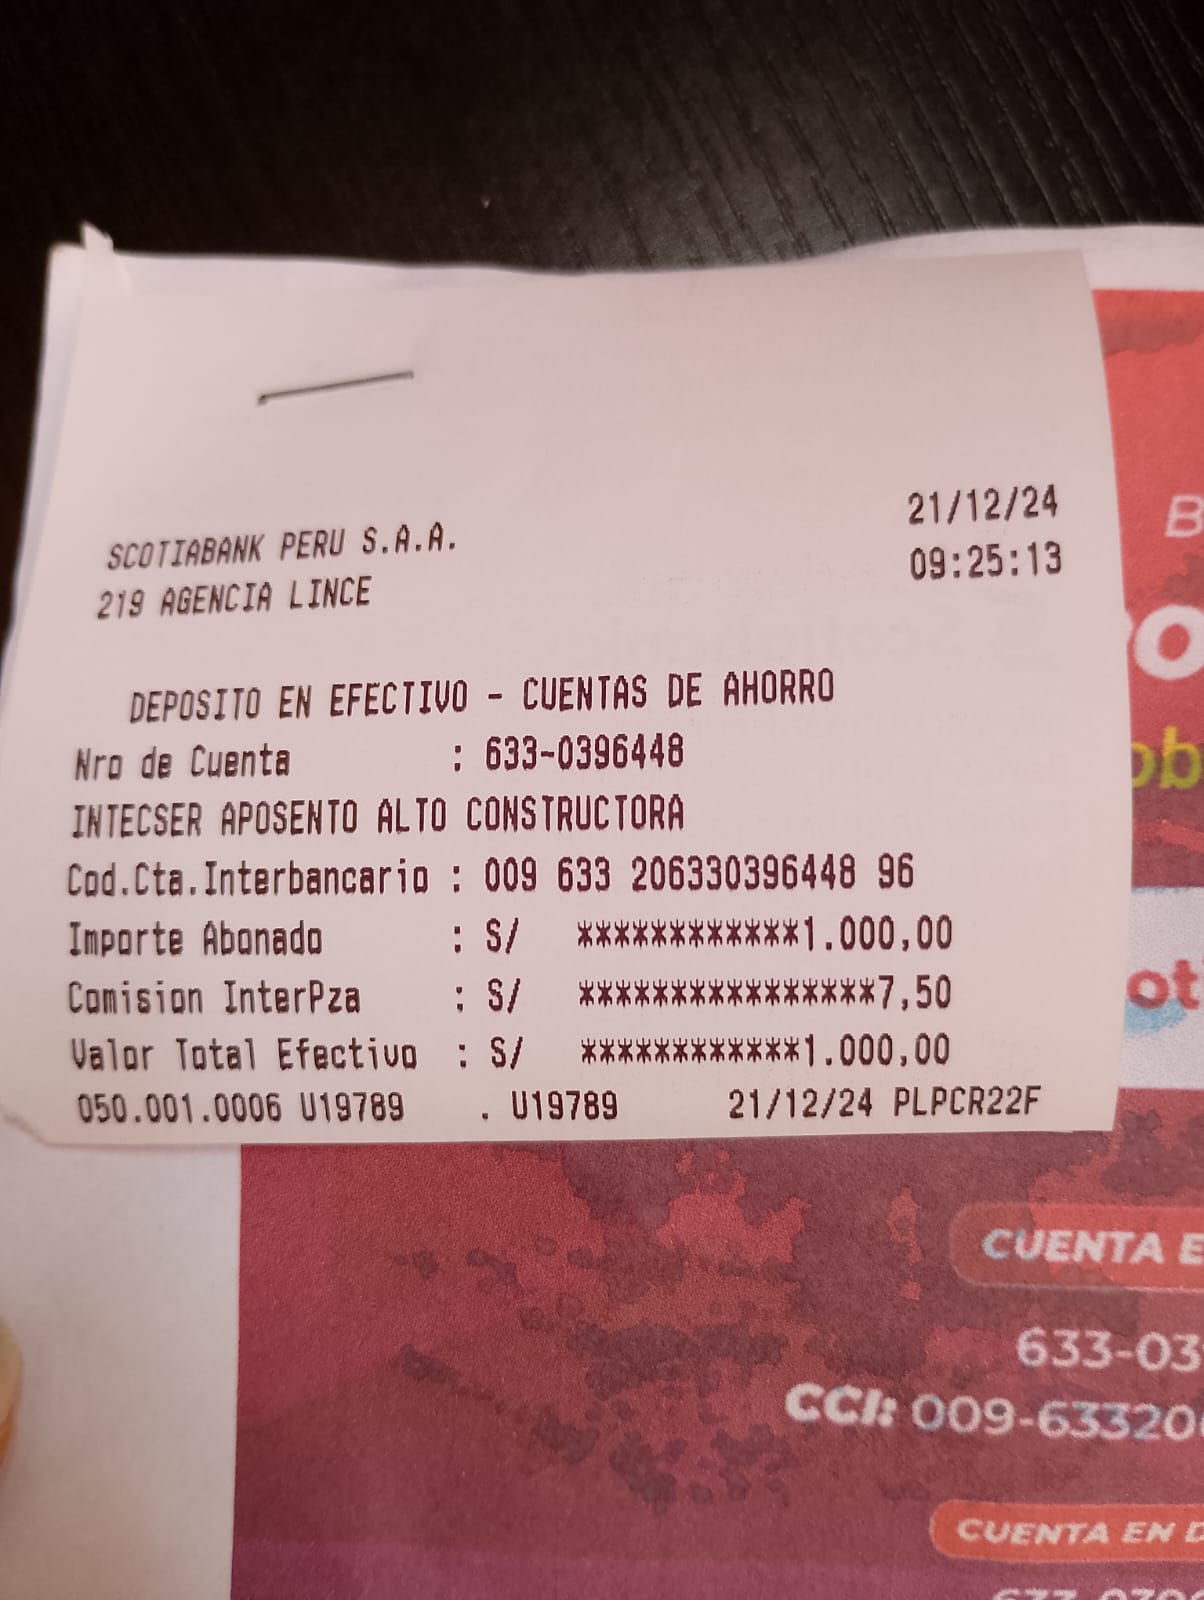 21/12/24
SCOTIABANK PERU S.A.A.
09:25:13
219 AGENCIA LINCE
DEPOSITO EN EFECTIVO - CUENTAS DE AHORRO
Nro de Cuenta : 633-0396448
INTECSER APOSENTO ALTO CONSTRUCTORA
Cod.Cta.Interbancario : 009 633 206330396448 96
Importe Abonado : S/ ************1.000,00
Comision InterPza : S/ ****************7,50
Valor Total Efectivo : S/ ************1.000,00
050.001.0006 U19789 . U19789 21/12/24 PLPCR22F
CUENTA E
633-03
CCI: 009-63320
CUENTA EN D